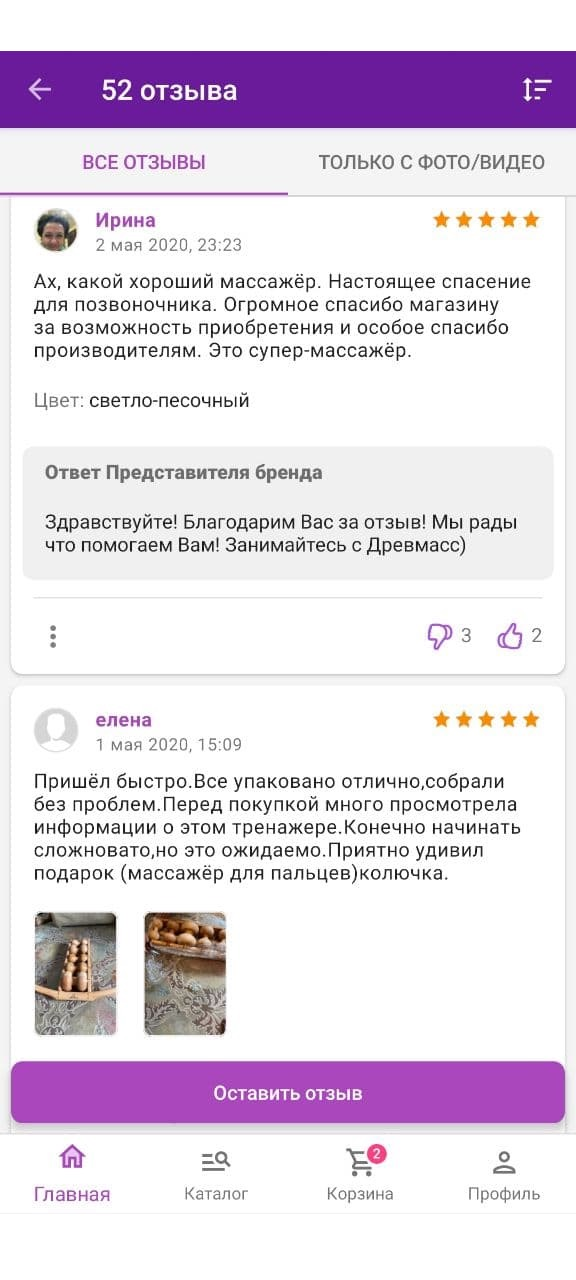 52 отзыва
ВСЕ ОТЗЫВЫ
ТОЛЬКО С ФОТО/ВИДЕО
Ирина
2 мая 2020, 23:23
Ах, какой хороший массажёр. Настоящее спасение
для позвоночника. Огромное спасибо магазину
за возможность приобретения и особое спасибо
производителям. Это супер-массажёр.
Цвет: светло-песочный
Ответ Представителя бренда
Здравствуйте! Благодарим Вас за отзыв! Мы рады
что помогаем Вам! Занимайтесь с Древмасс)
3
2
елена
1 мая 2020, 15:09
Пришёл быстро.Все упаковано отлично,собрали
без проблем.Перед покупкой много просмотрела
информации о этом тренажере.Конечно начинать
сложновато,но это ожидаемо.Приятно удивил
подарок (массажёр для пальцев)колючка.
Оставить отзыв
2
Главная
Каталог
Корзина
Профиль